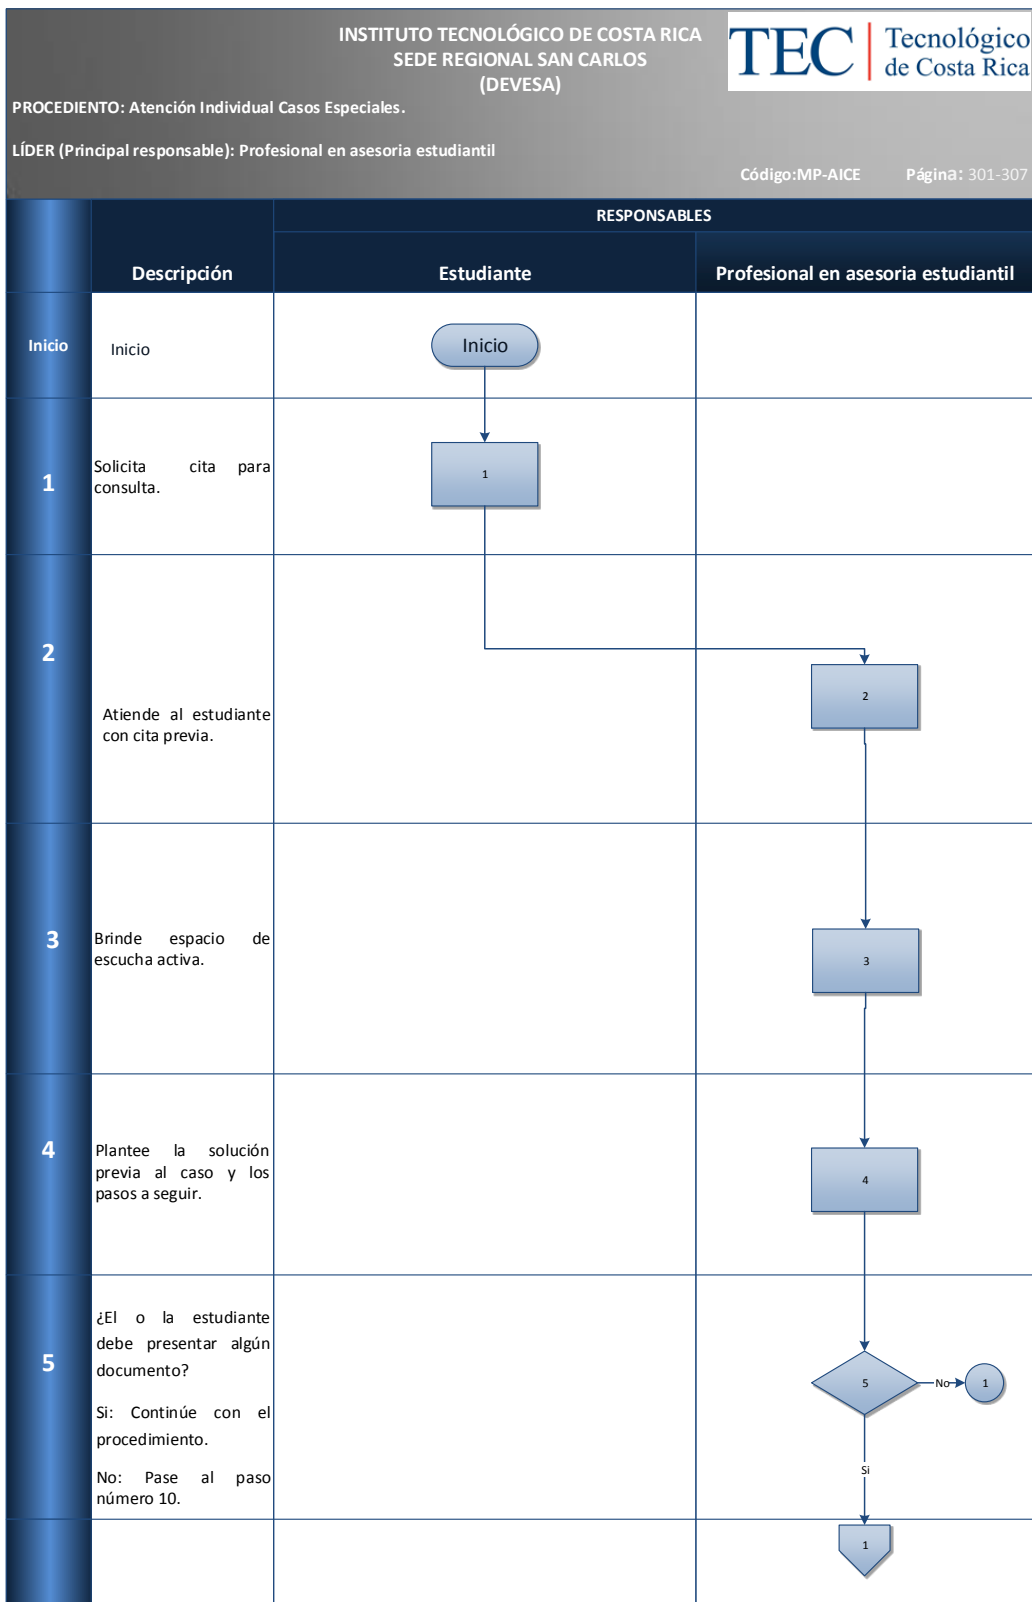 INSTITUTO TECNOLÓGICO DE COSTA RICA
SEDE REGIONAL SAN CARLOS
(DEVESA)
TEC | Tecnológico
de Costa Rica
PROCEDIENTO: Atención Individual Casos Especiales.
LÍDER (Principal responsable): Profesional en asesoria estudiantil
Código:MP-AICE Página: 301-307
RESPONSABLES
Descripción Estudiante Profesional en asesoria estudiantil
Inicio Inicio Inicio
1 Solicita cita para
consulta.
1
2 Atiende al estudiante
con cita previa.
2
3 Brinde espacio de
escucha activa.
3
4 Plantee la solución
previa al caso y los
pasos a seguir.
4
5 ¿El o la estudiante
debe presentar algún
documento?
Si: Continúe con el
procedimiento.
No: Pase al paso
número 10.
5 No 1
Si
1